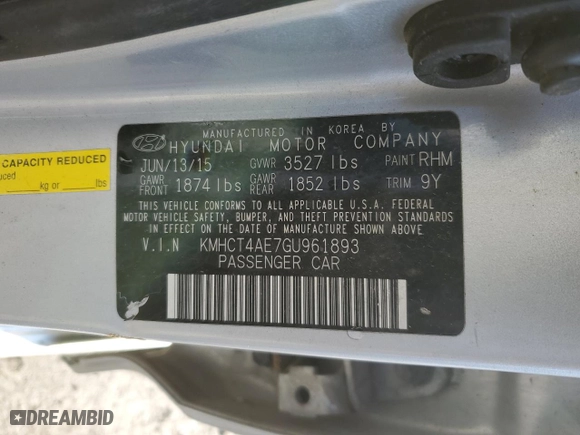 MANUFACTURED IN KOREA BY
HYUNDAI MOTOR COMPANY
JUN/13/15 GVWR 3527 lbs PAINT RHM
GAWR FRONT 1874 lbs GAWR REAR 1852 lbs TRIM 9Y
THIS VEHICLE CONFORMS TO ALL APPLICABLE U.S.A. FEDERAL
MOTOR VEHICLE SAFETY, BUMPER, AND THEFT PREVENTION STANDARDS IN
EFFECT ON THE DATE OF MANUFACTURE SHOWN ABOVE.
V.I.N KMHCT4AE7GU961893
PASSENGER CAR
CAPACITY REDUCED
kg or lbs
DREAMBID